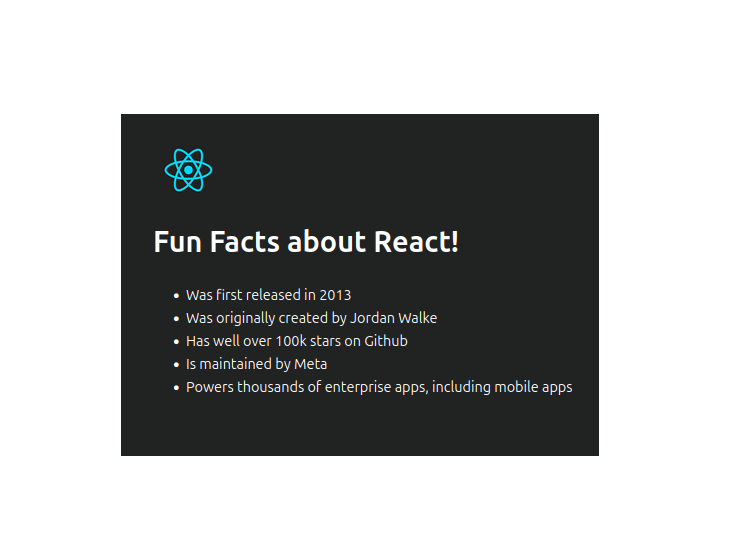 Fun Facts about React!
• Was first released in 2013
• Was originally created by Jordan Walke
• Has well over 100k stars on Github
• Is maintained by Meta
• Powers thousands of enterprise apps, including mobile apps